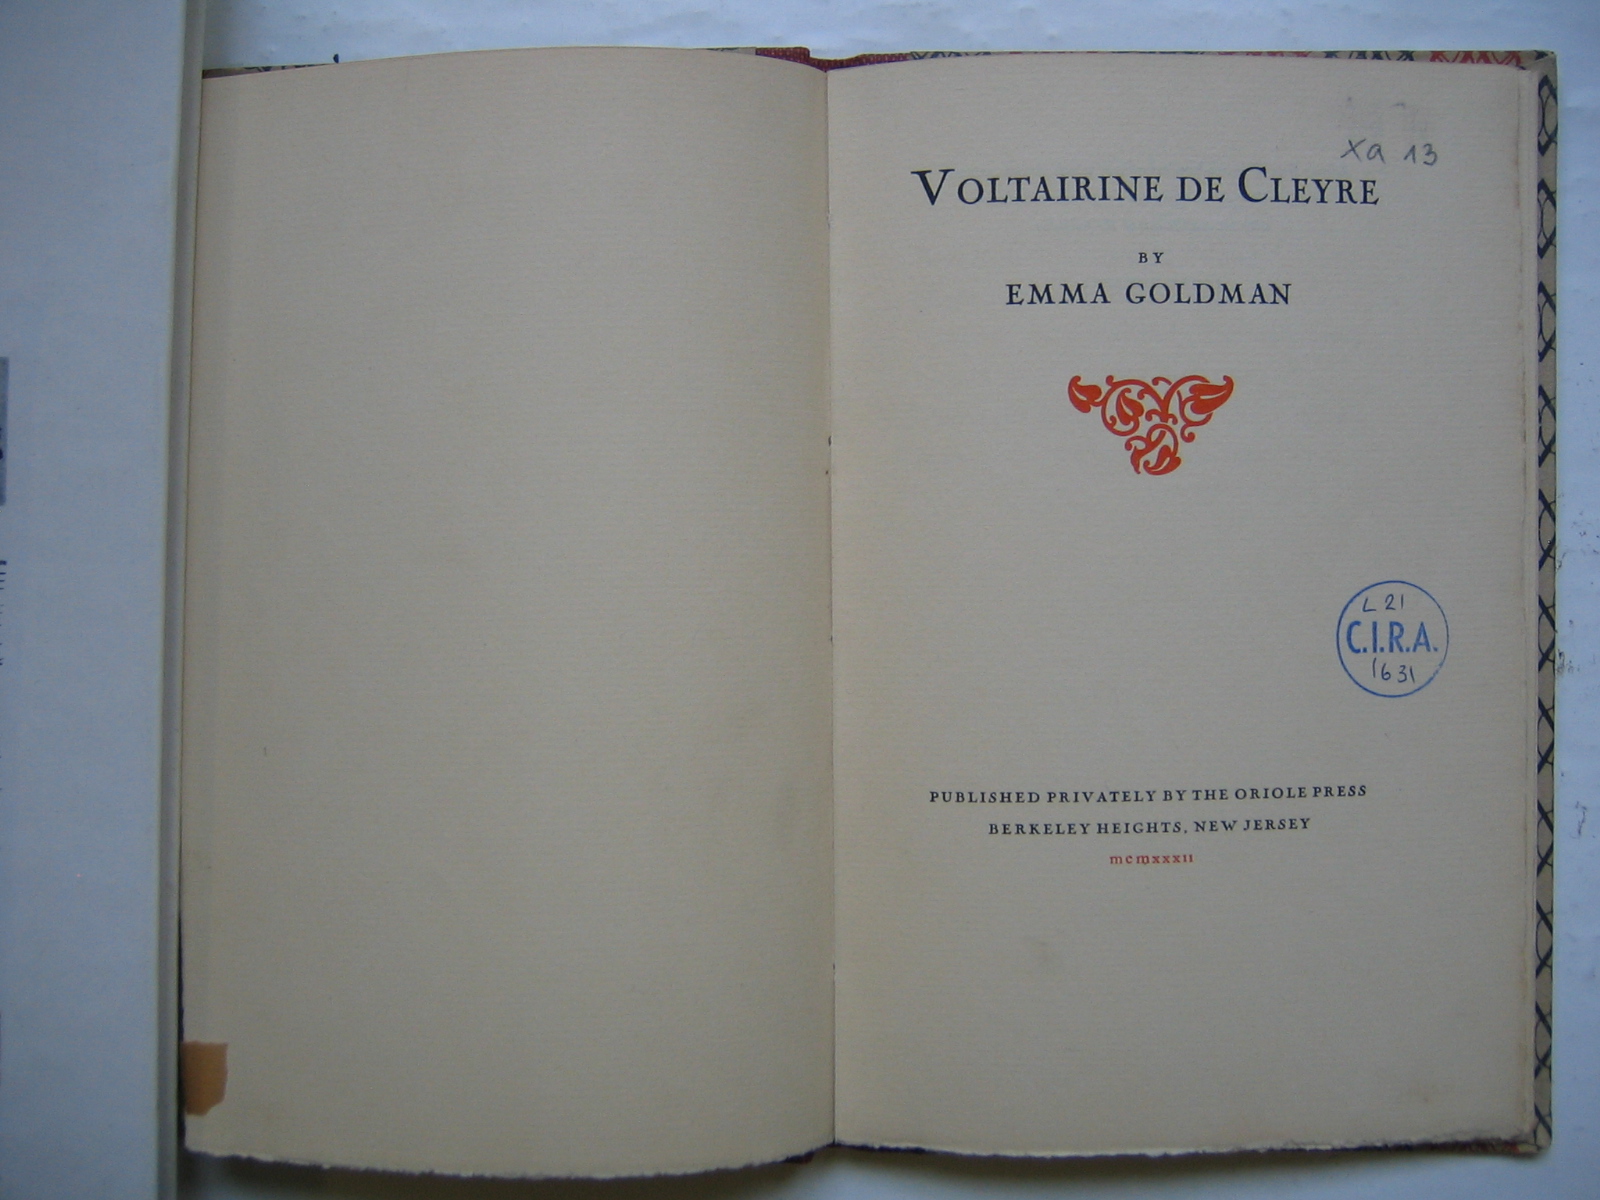 xa 13
VOLTAIRINE DE CLEYRE
BY
EMMA GOLDMAN
L 21
C.I.R.A.
1631
PUBLISHED PRIVATELY BY THE ORIOLE PRESS
BERKELEY HEIGHTS, NEW JERSEY
mcmxxxii